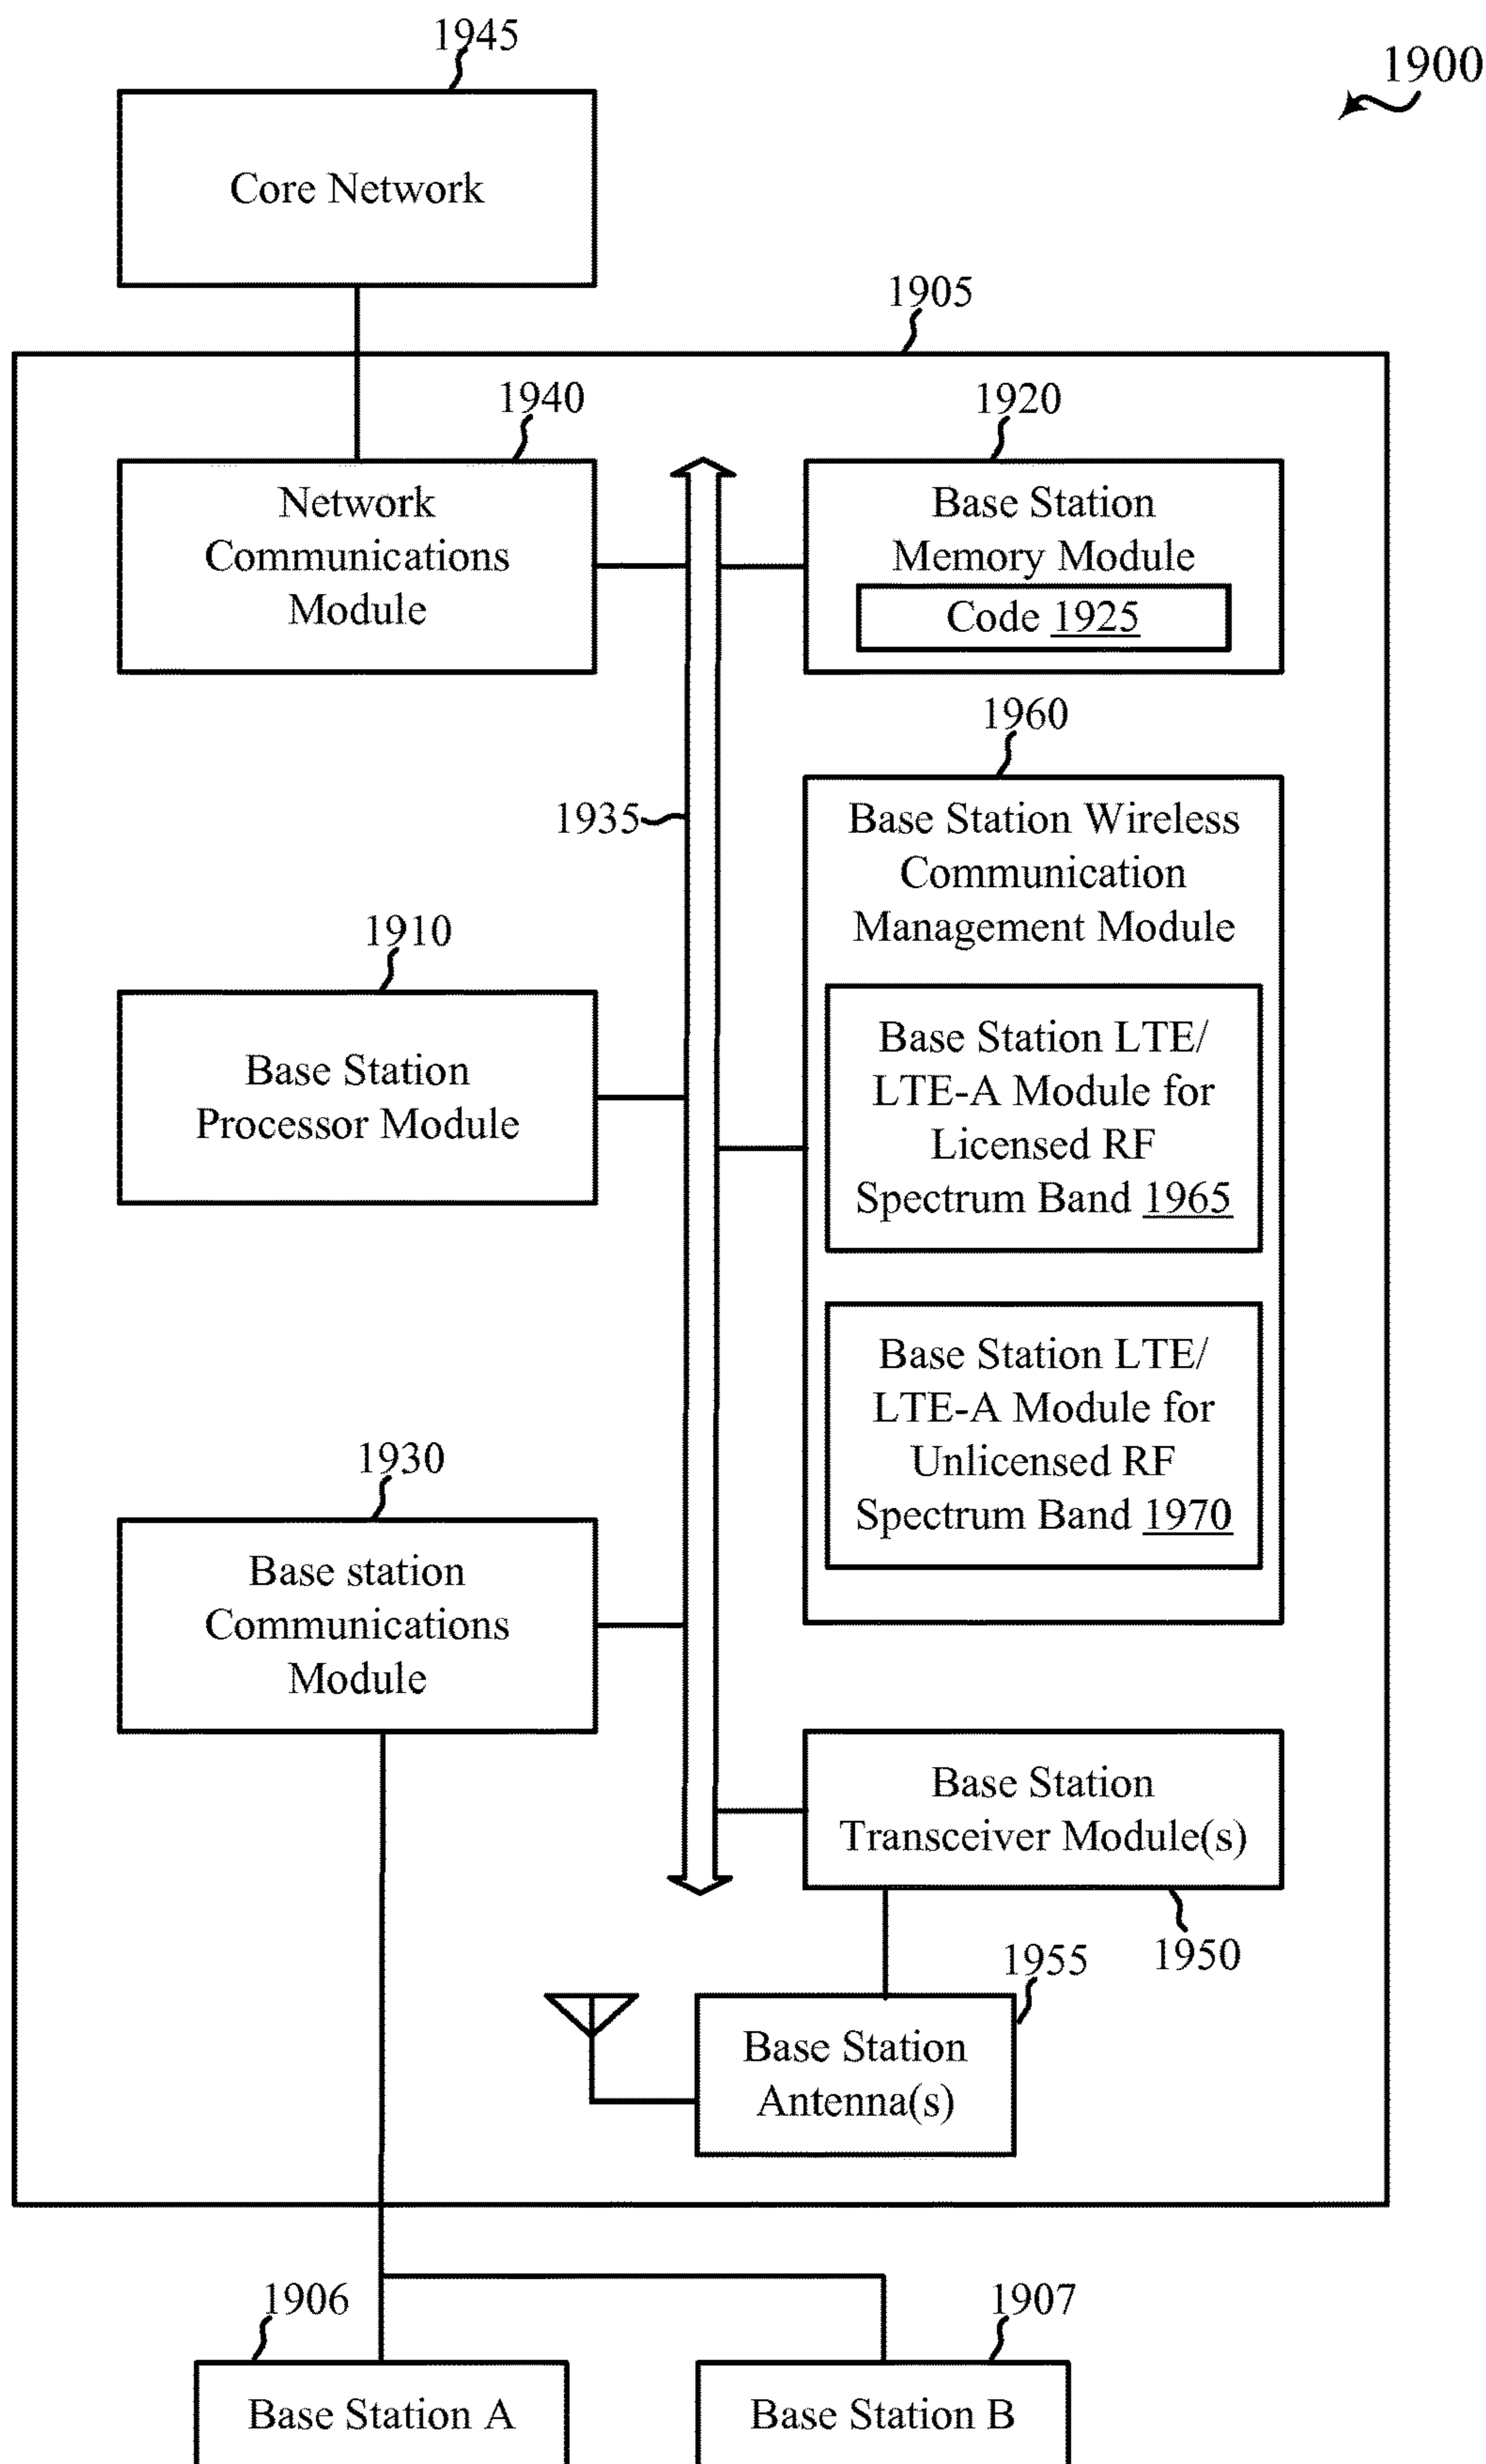 1945
1900
Core Network
1905
1940
1920
Network
Communications
Module
Base Station
Memory Module
Code 1925
1960
1935
Base Station Wireless
Communication
Management Module
1910
Base Station
Processor Module
Base Station LTE/
LTE-A Module for
Licensed RF
Spectrum Band 1965
Base Station LTE/
LTE-A Module for
Unlicensed RF
Spectrum Band 1970
1930
Base station
Communications
Module
Base Station
Transceiver Module(s)
1950
1955
Base Station
Antenna(s)
1906
1907
Base Station A
Base Station B